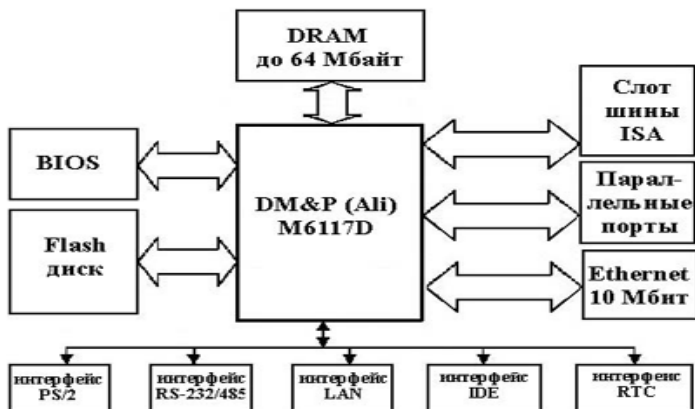 DRAM
до 64 Мбайт
Слот
шины
ISA
BIOS
DM&P (Ali)
M6117D
Парал-
лельные
порты
Flash
диск
Ethernet
10 Мбит
интерфейс
PS/2
интерфейс
RS-232/485
интерфейс
LAN
интерфейс
IDE
интерфейс
RTC